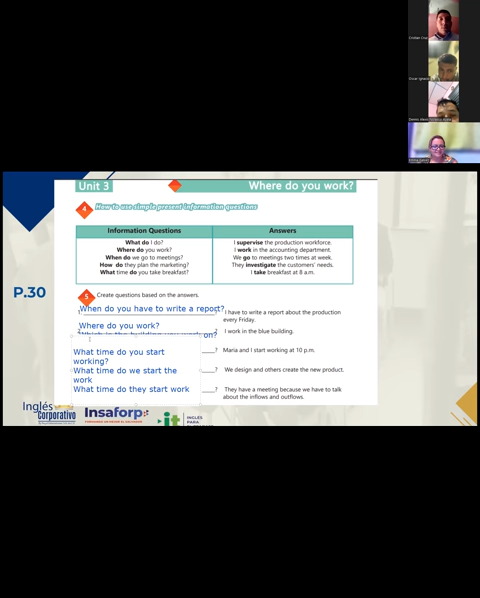 Unit 3
Where do you work?
4
How to use simple present information questions
Information Questions
Answers
What do I do?
I supervise the production workforce.
Where do you work?
I work in the accounting department.
When do we go to meetings?
We go to meetings two times at week.
How do they plan the marketing?
They investigate the customers' needs.
What time do you take breakfast?
I take breakfast at 8 a.m.
P.30
5
Create questions based on the answers.
When do you have to write a report?
? I have to write a report about the production
every Friday.
Where do you work?
? I work in the blue building.
Which is the building you work on?
What time do you start
working?
? Maria and I start working at 10 p.m.
What time do we start the
work
? We design and others create the new product.
What time do they start work
? They have a meeting because we have to talk
about the inflows and outflows.
Inglés
Corporativo
Insaforp
it
INGLÉS
PARA